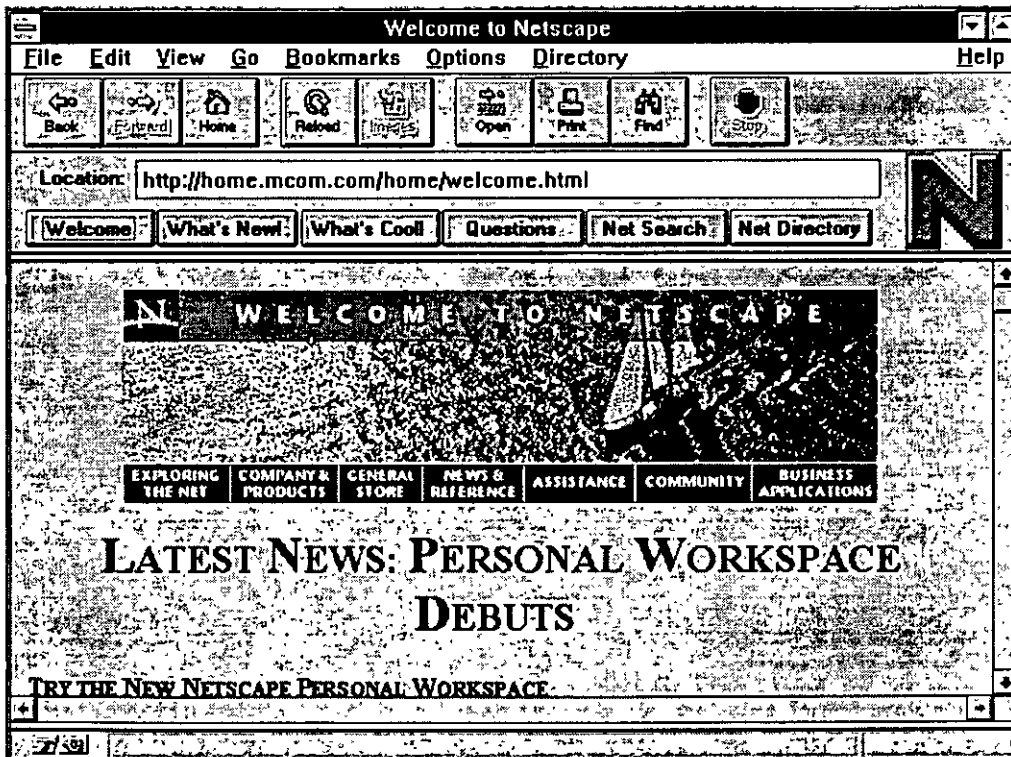 Welcome to Netscape
File Edit View Go Bookmarks Options Directory Help
Back Forward Home Reload Images Open Print Find Stop
Location: http://home.mcom.com/home/welcome.html
Welcome What's New! What's Cool! Questions Net Search Net Directory
N
N WELCOME TO NETSCAPE
EXPLORING THE NET
COMPANY & PRODUCTS
GENERAL STORE
NEWS & REFERENCE
ASSISTANCE
COMMUNITY
BUSINESS APPLICATIONS
LATEST NEWS: PERSONAL WORKSPACE
DEBUTS
TRY THE NEW NETSCAPE PERSONAL WORKSPACE